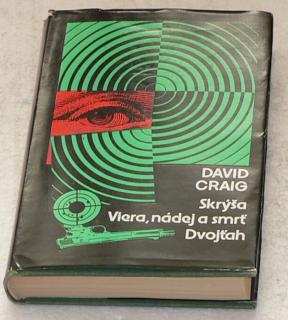 DAVID
CRAIG
Skrýša
Viera, nádej a smrť
Dvojťah